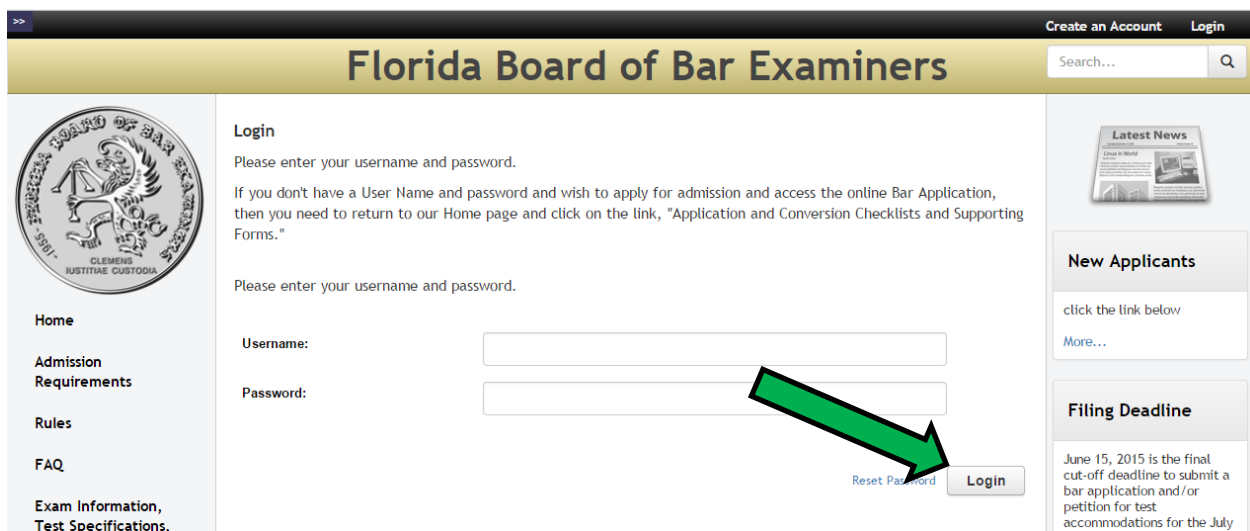 >>
Create an Account Login
Florida Board of Bar Examiners
Search...
FLORIDA BOARD OF BAR EXAMINERS
- 1955 -
CLEMENS
IUSTITIAE CUSTODIA
Home
Admission
Requirements
Rules
FAQ
Exam Information,
Test Specifications,
Login
Please enter your username and password.
If you don't have a User Name and password and wish to apply for admission and access the online Bar Application,
then you need to return to our Home page and click on the link, "Application and Conversion Checklists and Supporting
Forms."
Please enter your username and password.
Username:
Password:
Reset Password Login
Latest News
New Applicants
click the link below
More...
Filing Deadline
June 15, 2015 is the final
cut-off deadline to submit a
bar application and/or
petition for test
accommodations for the July